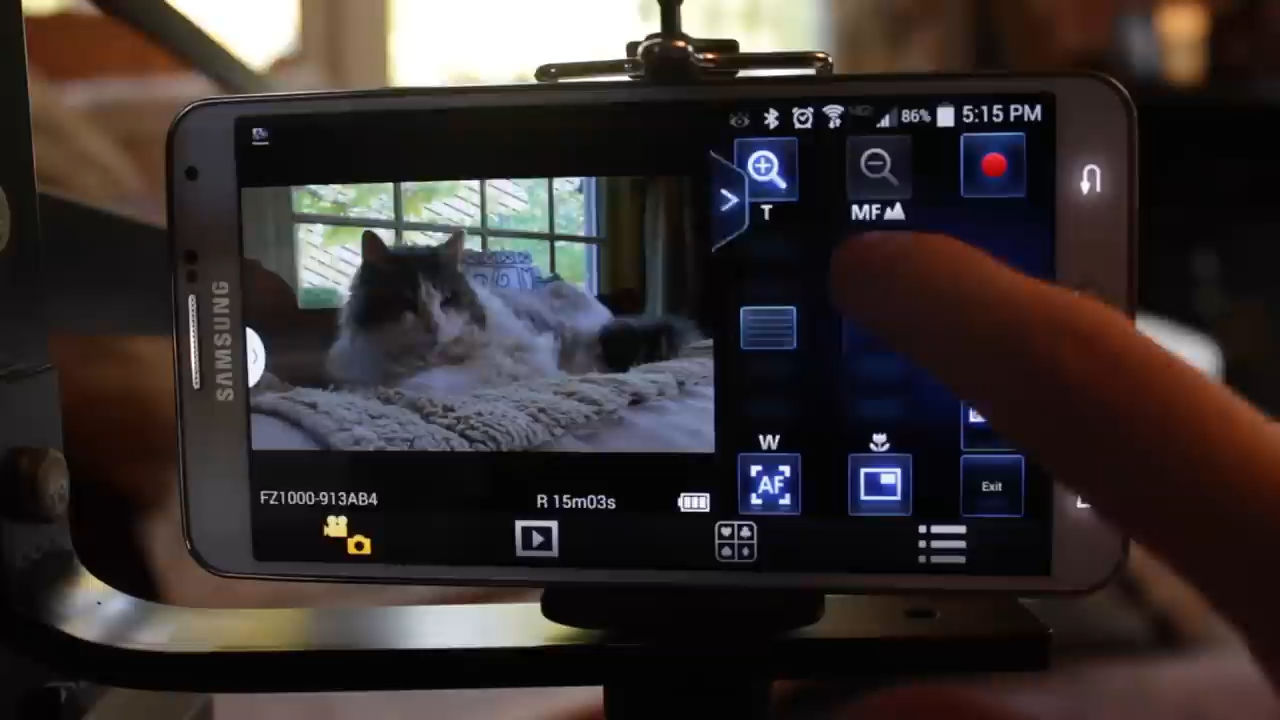 86% 5:15 PM
T
MF
SAMSUNG
W
AF
Exit
FZ1000-913AB4
R 15m03s